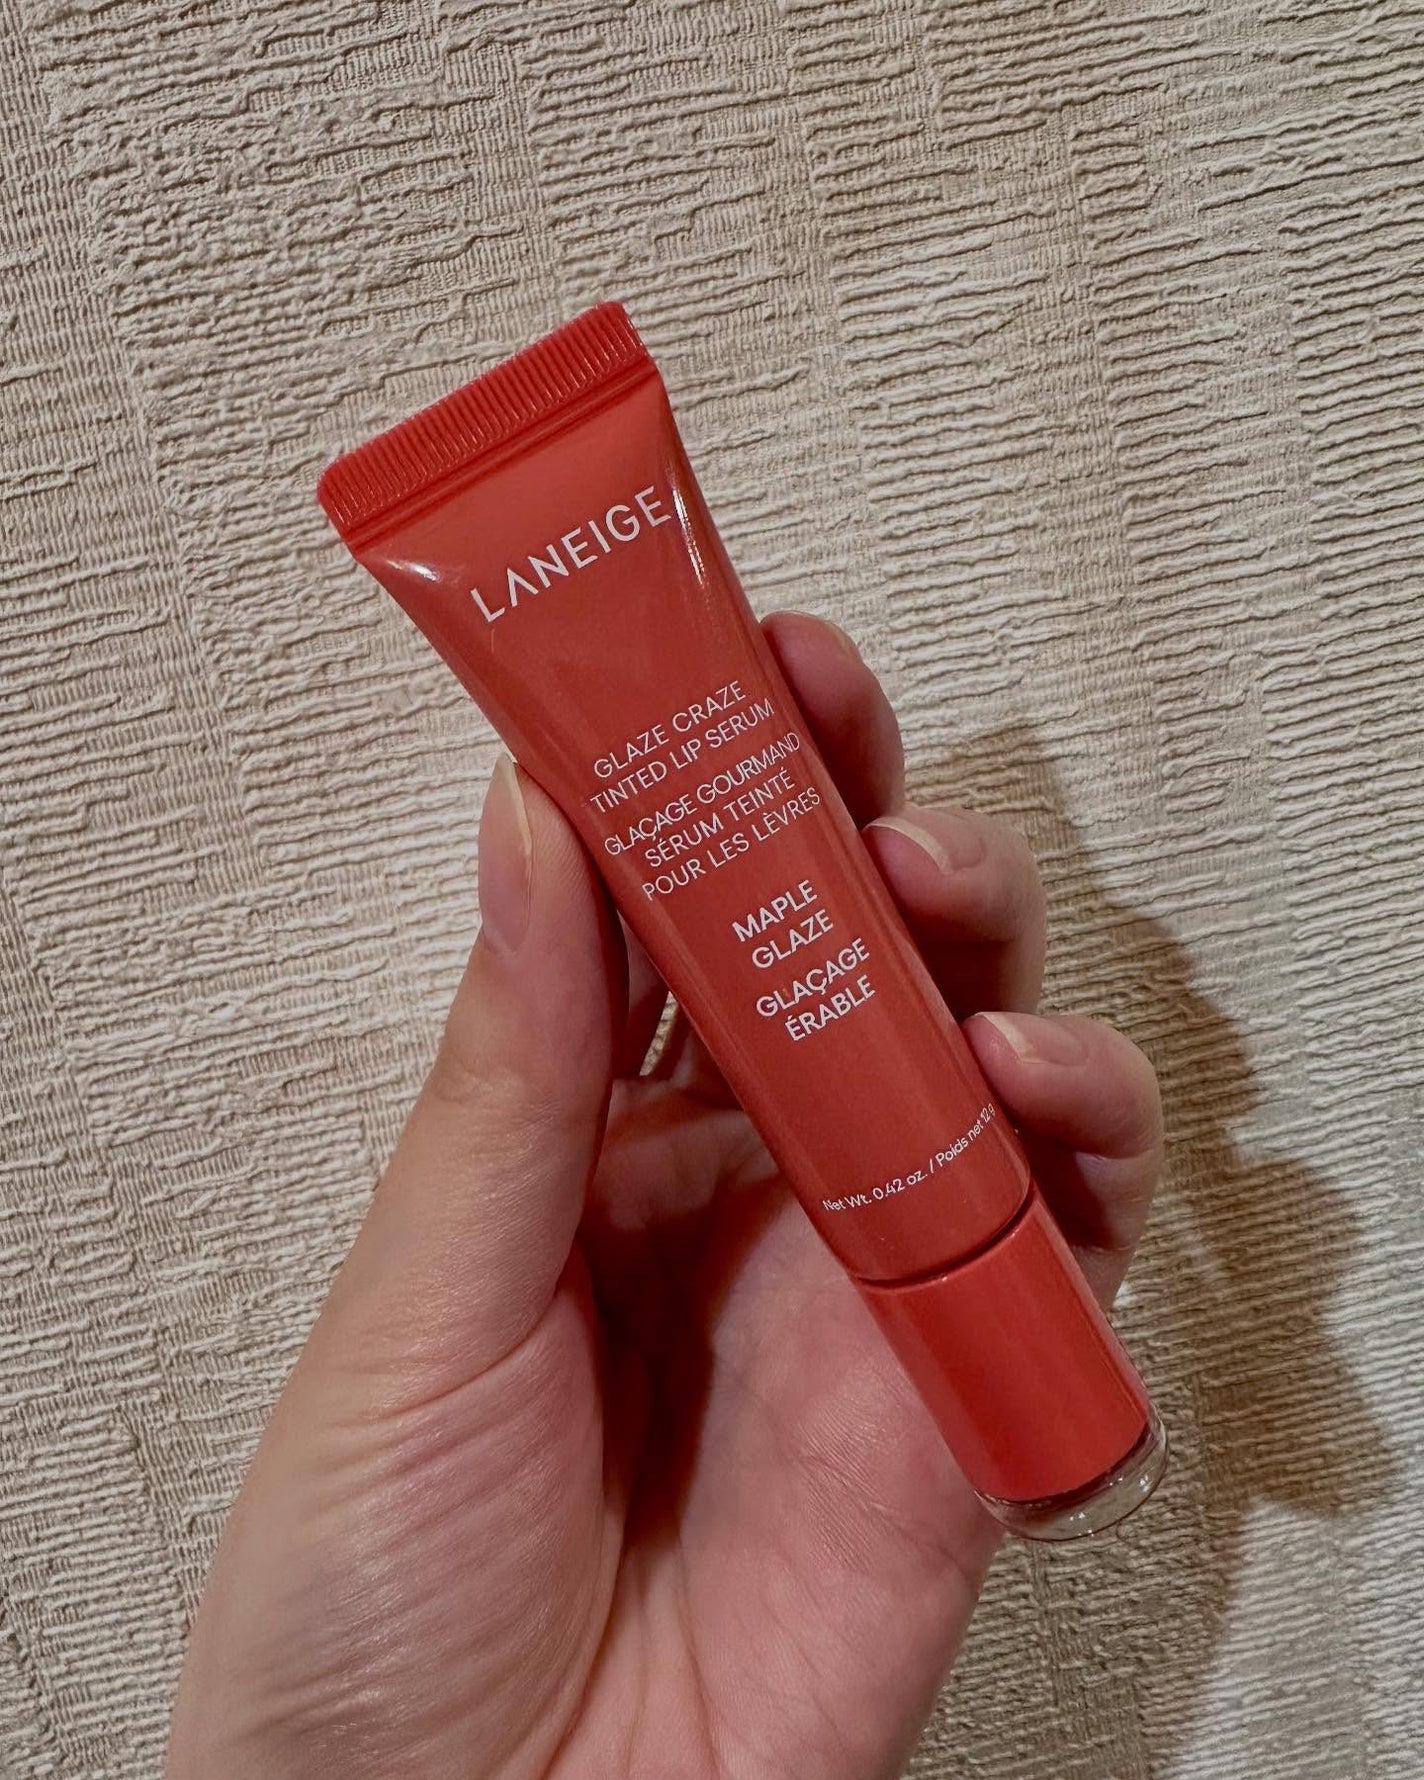 LANEIGE
GLAZE CRAZE
TINTED LIP SERUM
GLAÇAGE GOURMAND
SÉRUM TEINTÉ
POUR LES LÈVRES
MAPLE
GLAZE
GLAÇAGE
ÉRABLE
Net Wt. 0.42 oz. / Poids net 12 g